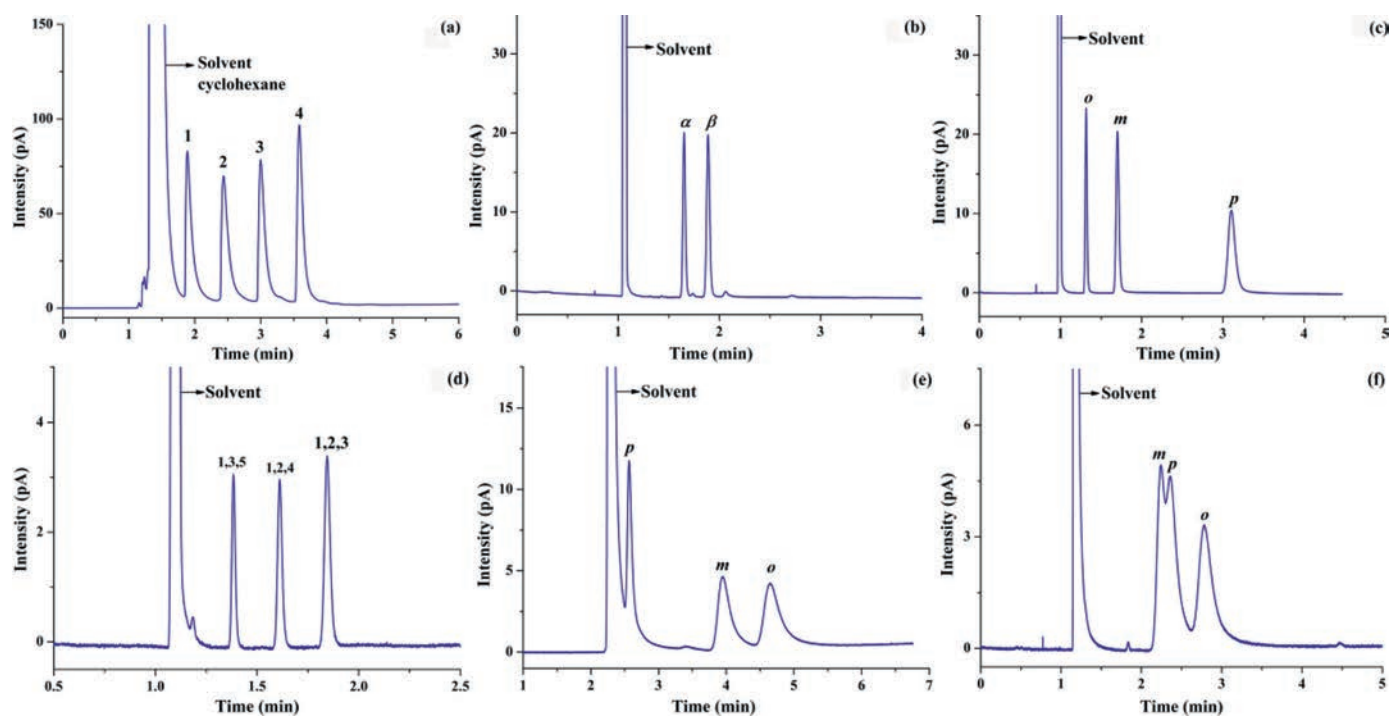 (a)
150
100
50
0
Intensity (pA)
Solvent
cyclohexane
1
2
3
4
0 1 2 3 4 5 6
Time (min)
(b)
30
20
10
0
Intensity (pA)
Solvent
α
β
0 1 2 3 4
Time (min)
(c)
30
20
10
0
Intensity (pA)
Solvent
o
m
p
0 1 2 3 4 5
Time (min)
(d)
4
2
0
Intensity (pA)
Solvent
1,3,5
1,2,4
1,2,3
0.5 1.0 1.5 2.0 2.5
Time (min)
(e)
15
10
5
0
Intensity (pA)
Solvent
p
m
o
1 2 3 4 5 6 7
Time (min)
(f)
6
3
0
Intensity (pA)
Solvent
m
p
o
0 1 2 3 4 5
Time (min)